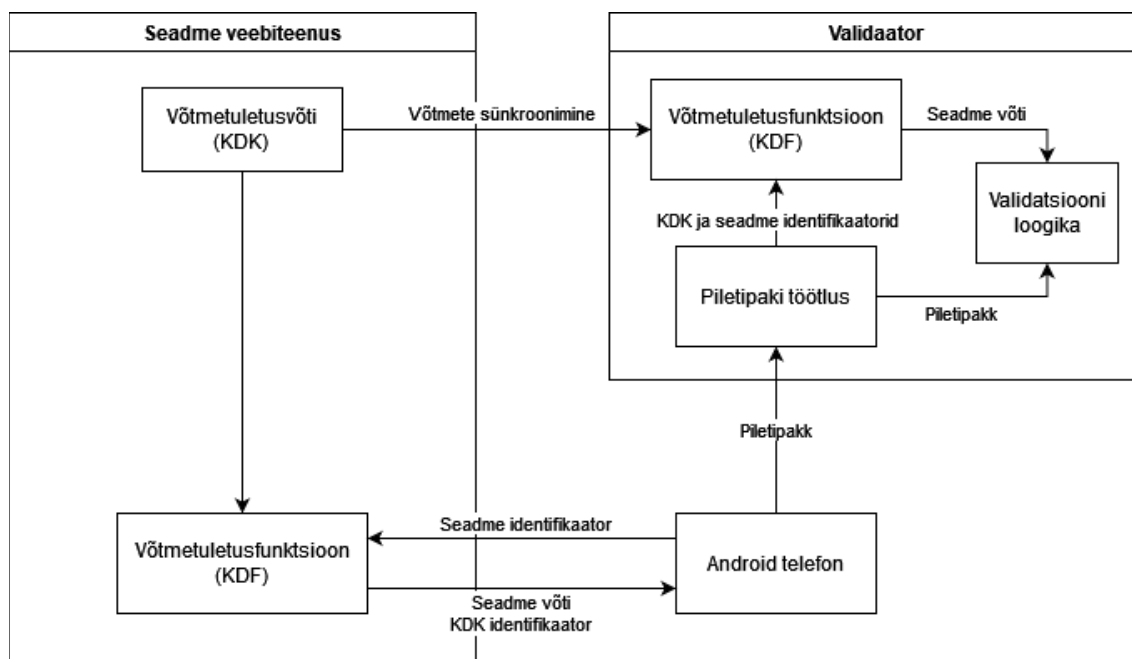 Seadme veebiteenus
Validaator
Võtmetuletusvõti
(KDK)
Võtmete sünkroonimine
Võtmetuletusfunktsioon
(KDF)
Seadme võti
Validatsiooni
loogika
KDK ja seadme identifikaatorid
Piletipaki töötlus
Piletipakk
Piletipakk
Seadme identifikaator
Võtmetuletusfunktsioon
(KDF)
Android telefon
Seadme võti
KDK identifikaator